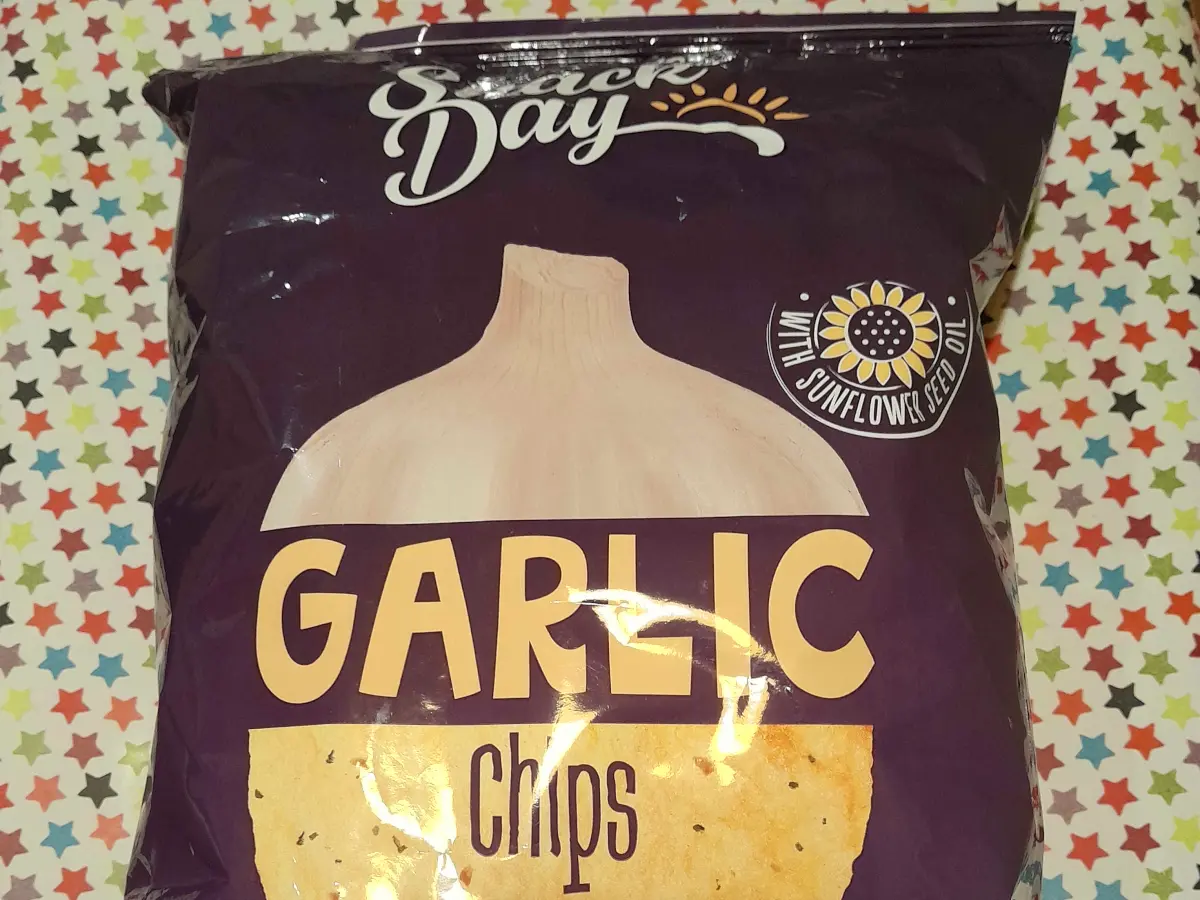 Snack
Day
WITH SUNFLOWER SEED OIL
GARLIC
chips